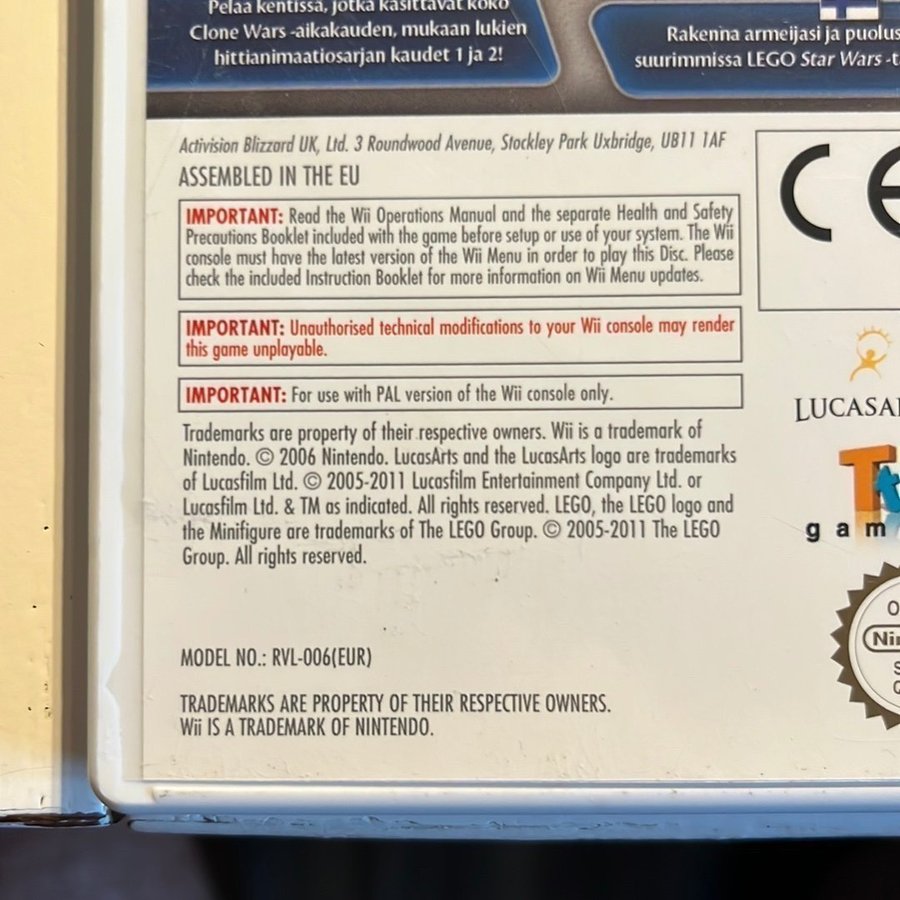 Pelaa kentissä, jotka käsittävät koko
Clone Wars -aikakauden, mukaan lukien
hittianimaatiosarjan kaudet 1 ja 2!
Rakenna armeijasi ja puolus
suurimmissa LEGO Star Wars -t
Activision Blizzard UK, Ltd. 3 Roundwood Avenue, Stockley Park Uxbridge, UB11 1AF
ASSEMBLED IN THE EU
IMPORTANT: Read the Wii Operations Manual and the separate Health and Safety
Precautions Booklet included with the game before setup or use of your system. The Wii
console must have the latest version of the Wii Menu in order to play this Disc. Please
check the included Instruction Booklet for more information on Wii Menu updates.
IMPORTANT: Unauthorised technical modifications to your Wii console may render
this game unplayable.
IMPORTANT: For use with PAL version of the Wii console only.
Trademarks are property of their respective owners. Wii is a trademark of
Nintendo. © 2006 Nintendo. LucasArts and the LucasArts logo are trademarks
of Lucasfilm Ltd. © 2005-2011 Lucasfilm Entertainment Company Ltd. or
Lucasfilm Ltd. & TM as indicated. All rights reserved. LEGO, the LEGO logo and
the Minifigure are trademarks of The LEGO Group. © 2005-2011 The LEGO
Group. All rights reserved.
MODEL NO.: RVL-006(EUR)
TRADEMARKS ARE PROPERTY OF THEIR RESPECTIVE OWNERS.
Wii IS A TRADEMARK OF NINTENDO.
CE
LUCASA
Tt
gam
O
Nin
S
Q